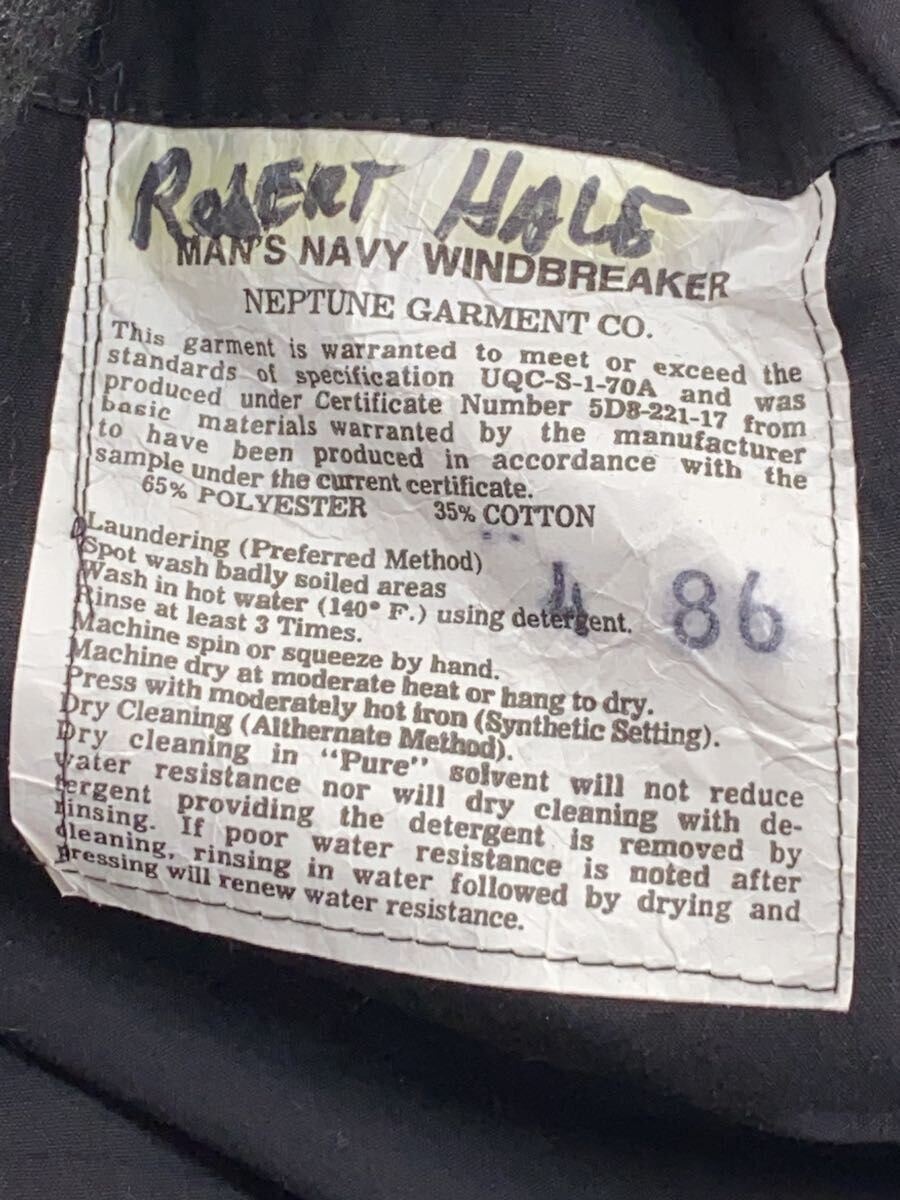 ROBERT HALE
MAN'S NAVY WINDBREAKER
NEPTUNE GARMENT CO.
This garment is warranted to meet or exceed the
standards of specification UQC-S-1-70A and was
produced under Certificate Number 5D8-221-17 from
basic materials warranted by the manufacturer
to have been produced in accordance with the
sample under the current certificate.
65% POLYESTER 35% COTTON
Laundering (Preferred Method)
Spot wash badly soiled areas
Wash in hot water (140° F.) using detergent.
4 86
Rinse at least 3 Times.
Machine spin or squeeze by hand.
Machine dry at moderate heat or hang to dry.
Press with moderately hot iron (Synthetic Setting).
Dry Cleaning (Althernate Method).
Dry cleaning in "Pure" solvent will not reduce
water resistance nor will dry cleaning with de-
tergent providing the detergent is removed by
rinsing. If poor water resistance is noted after
cleaning, rinsing in water followed by drying and
pressing will renew water resistance.